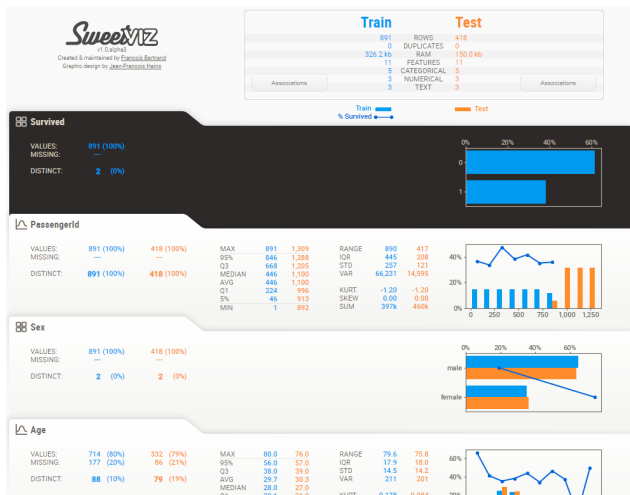 SweetVIZ
v1.0.alpha3
Created & maintained by Francois Bertrand
Graphic design by Jean-Francois Hains
Train Test
891 ROWS 418
0 DUPLICATES 0
326.2 kb RAM 150.0 kb
11 FEATURES 11
5 CATEGORICAL 5
3 NUMERICAL 3
3 TEXT 3
Associations
Associations
Train
Test
% Survived
Survived
VALUES: 891 (100%)
MISSING: ---
DISTINCT: 2 (0%)
0% 20% 40% 60%
0
1
PassengerId
VALUES: 891 (100%) 418 (100%)
MISSING: --- ---
DISTINCT: 891 (100%) 418 (100%)
MAX 891 1,309
95% 846 1,288
Q3 668 1,205
MEDIAN 446 1,100
AVG 446 1,100
Q1 224 996
5% 46 913
MIN 1 892
RANGE 890 417
IQR 445 208
STD 257 121
VAR 66,231 14,595
KURT. -1.20 -1.20
SKEW 0.00 0.00
SUM 397k 460k
40%
20%
0%
0 250 500 750 1,000 1,250
Sex
VALUES: 891 (100%) 418 (100%)
MISSING: --- ---
DISTINCT: 2 (0%) 2 (0%)
0% 20% 40% 60%
male
female
Age
VALUES: 714 (80%) 332 (79%)
MISSING: 177 (20%) 86 (21%)
DISTINCT: 88 (10%) 79 (19%)
MAX 80.0 76.0
95% 56.0 57.0
Q3 38.0 39.0
AVG 29.7 30.3
MEDIAN 28.0 27.0
RANGE 79.6 75.8
IQR 17.9 18.0
STD 14.5 14.2
VAR 211 201
60%
40%